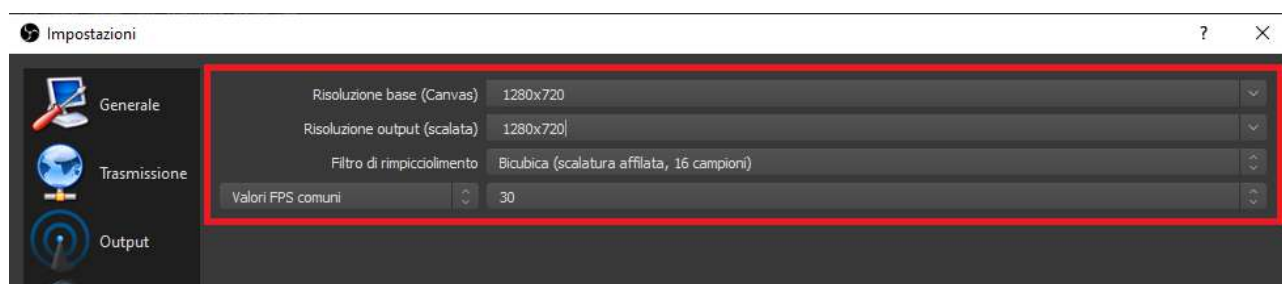 Impostazioni ?
Generale
Risoluzione base (Canvas) 1280x720
Risoluzione output (scalata) 1280x720
Trasmissione
Filtro di rimpicciolimento Bicubica (scalatura affilata, 16 campioni)
Valori FPS comuni 30
Output